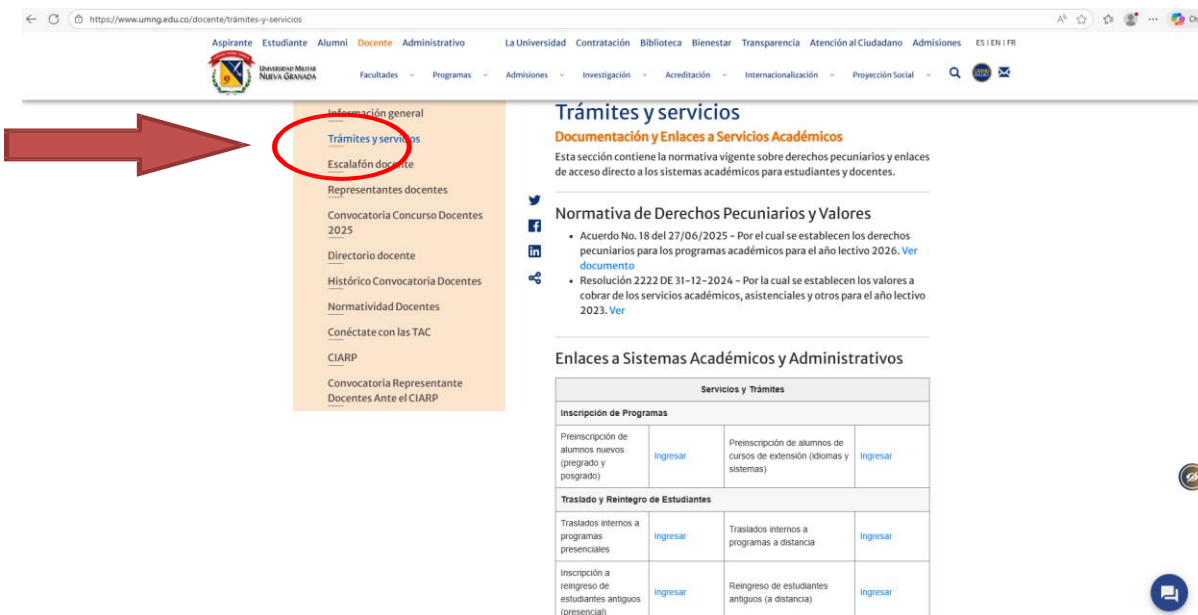 https://www.umng.edu.co/docente/trámites-y-servicios
Aspirante Estudiante Alumni Docente Administrativo La Universidad Contratación Biblioteca Bienestar Transparencia Atención al Ciudadano Admisiones ES | EN | FR
Universidad Militar
Nueva Granada
Facultades Programas Admisiones Investigación Acreditación Internacionalización Proyección Social
Información general
Trámites y servicios
Escalafón docente
Representantes docentes
Convocatoria Concurso Docentes
2025
Directorio docente
Histórico Convocatoria Docentes
Normatividad Docentes
Conéctate con las TAC
CIARP
Convocatoria Representante
Docentes Ante el CIARP
Trámites y servicios
Documentación y Enlaces a Servicios Académicos
Esta sección contiene la normativa vigente sobre derechos pecuniarios y enlaces
de acceso directo a los sistemas académicos para estudiantes y docentes.
Normativa de Derechos Pecuniarios y Valores
• Acuerdo No. 18 del 27/06/2025 – Por el cual se establecen los derechos
pecuniarios para los programas académicos para el año lectivo 2026. Ver
documento
• Resolución 2222 DE 31-12-2024 – Por la cual se establecen los valores a
cobrar de los servicios académicos, asistenciales y otros para el año lectivo
2023. Ver
Enlaces a Sistemas Académicos y Administrativos
Servicios y Trámites
Inscripción de Programas
Preinscripción de
alumnos nuevos
(pregrado y
posgrado)
Ingresar
Preinscripción de alumnos de
cursos de extensión (idiomas y
sistemas)
Ingresar
Traslado y Reintegro de Estudiantes
Traslados internos a
programas
presenciales
Ingresar
Traslados internos a
programas a distancia
Ingresar
Inscripción a
reingreso de
estudiantes antiguos
(presencial)
Ingresar
Reingreso de estudiantes
antiguos (a distancia)
Ingresar